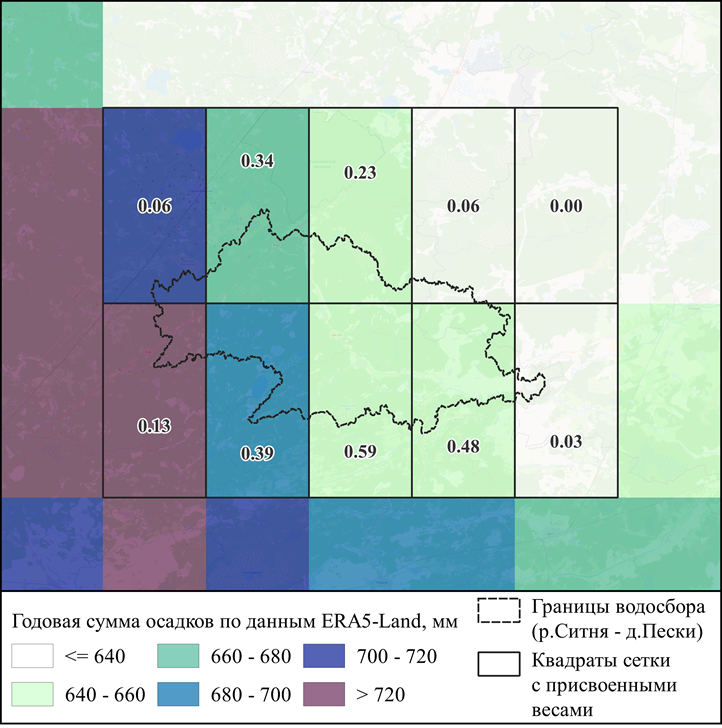 0.06
0.34
0.23
0.06
0.00
0.13
0.39
0.59
0.48
0.03
Годовая сумма осадков по данным ERA5-Land, мм
<= 640
660 - 680
700 - 720
640 - 660
680 - 700
> 720
Границы водосбора
(р.Ситня - д.Пески)
Квадраты сетки
с присвоенными
весами